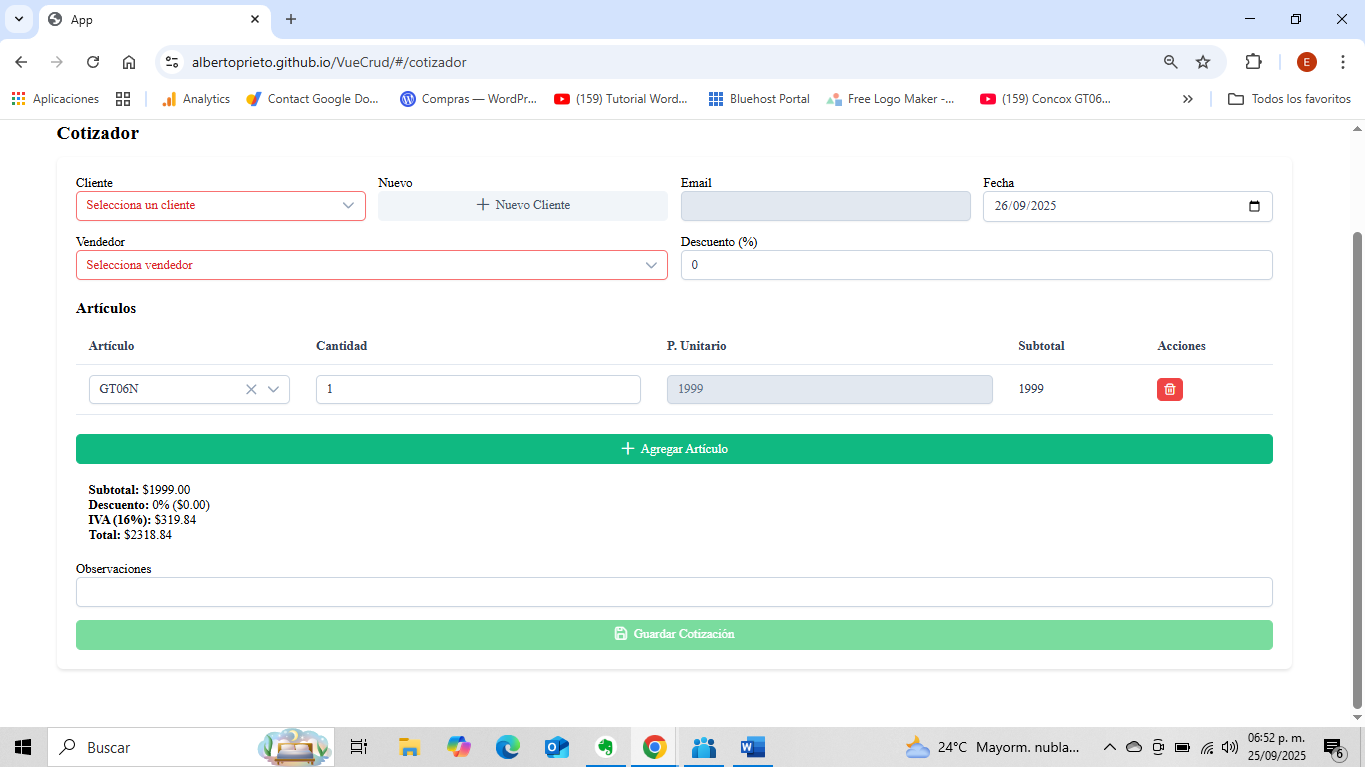 App
albertoprieto.github.io/VueCrud/#/cotizador
E
Aplicaciones
Analytics
Contact Google Do...
Compras — WordPr...
(159) Tutorial Word...
Bluehost Portal
Free Logo Maker -...
(159) Concox GT06...
Todos los favoritos
Cotizador
Cliente
Nuevo
Email
Fecha
Selecciona un cliente
Nuevo Cliente
26/09/2025
Vendedor
Descuento (%)
Selecciona vendedor
0
Artículos
Artículo Cantidad P. Unitario Subtotal Acciones
GT06N 1 1999 1999
Agregar Artículo
Subtotal: $1999.00
Descuento: 0% ($0.00)
IVA (16%): $319.84
Total: $2318.84
Observaciones
Guardar Cotización
Buscar
24°C Mayorm. nubla...
06:52 p. m.
25/09/2025
6